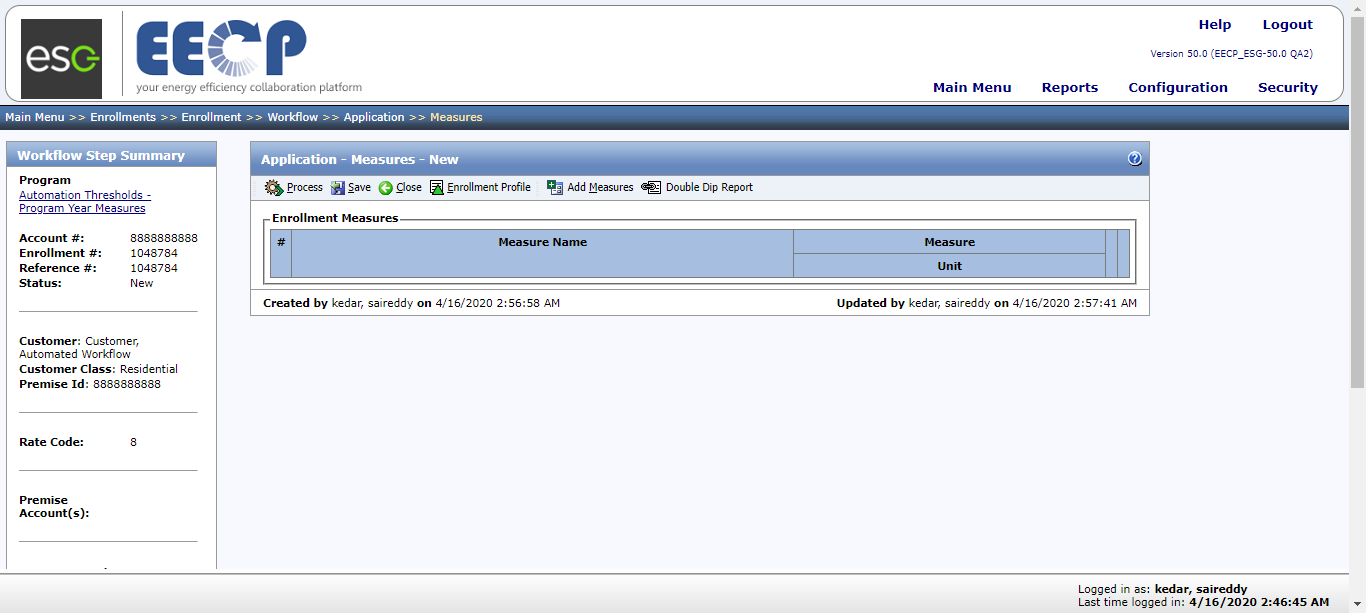 esg
EECP
your energy efficiency collaboration platform
Help Logout
Version 50.0 (EECP_ESG-50.0 QA2)
Main Menu Reports Configuration Security
Main Menu >> Enrollments >> Enrollment >> Workflow >> Application >> Measures
Workflow Step Summary
Program
Automation Thresholds -
Program Year Measures
Account #: 8888888888
Enrollment #: 1048784
Reference #: 1048784
Status: New
Customer: Customer,
Automated Workflow
Customer Class: Residential
Premise Id: 8888888888
Rate Code: 8
Premise
Account(s):
Application - Measures - New
?
Process Save Close Enrollment Profile Add Measures Double Dip Report
Enrollment Measures
# Measure Name Measure
Unit
Created by kedar, saireddy on 4/16/2020 2:56:58 AM Updated by kedar, saireddy on 4/16/2020 2:57:41 AM
Logged in as: kedar, saireddy
Last time logged in: 4/16/2020 2:46:45 AM